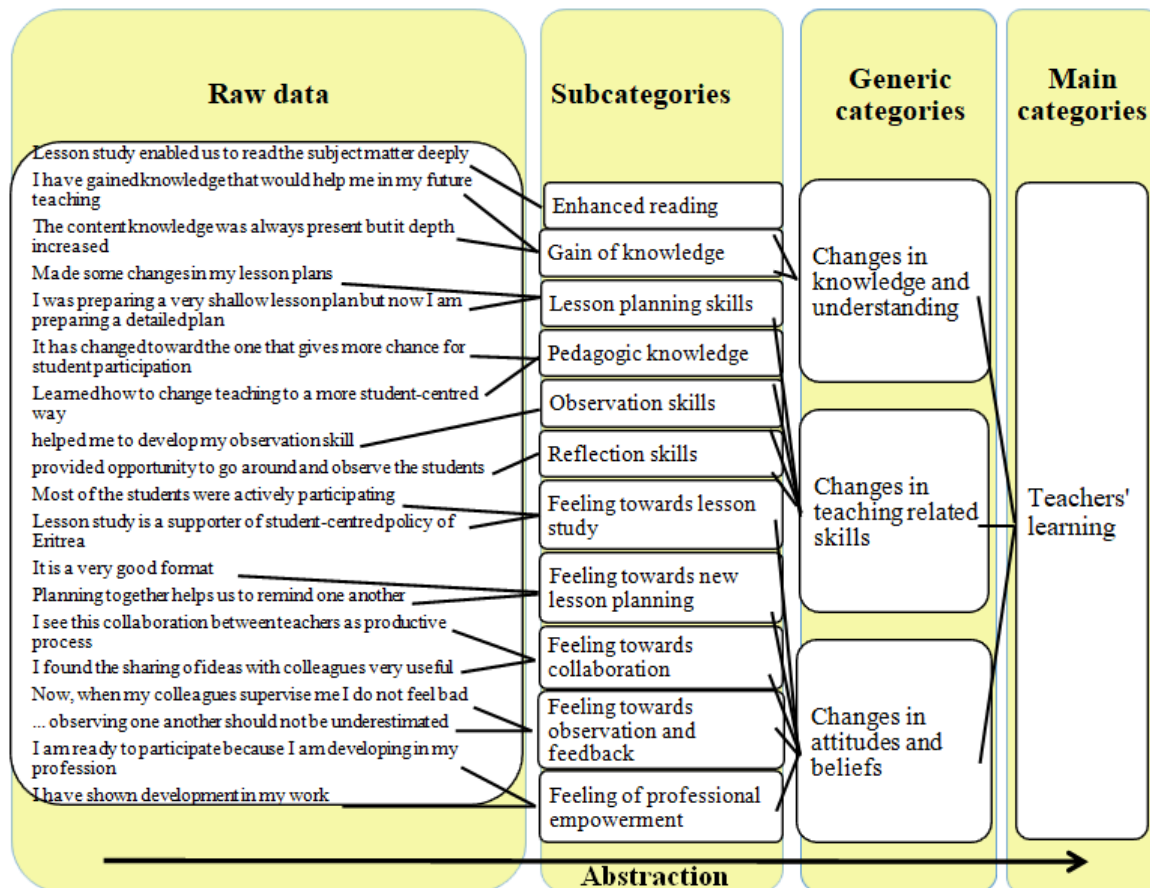 Raw data
Lesson study enabled us to read the subject matter deeply
I have gained knowledge that would help me in my future
teaching
The content knowledge was always present but it depth
increased
Made some changes in my lesson plans
I was preparing a very shallow lesson plan but now I am
preparing a detailed plan
It has changed toward the one that gives more chance for
student participation
Learned how to change teaching to a more student-centred
way
helped me to develop my observation skill
provided opportunity to go around and observe the students
Most of the students were actively participating
Lesson study is a supporter of student-centred policy of
Eritrea
It is a very good format
Planning together helps us to remind one another
I see this collaboration between teachers as productive
process
I found the sharing of ideas with colleagues very useful
Now, when my colleagues supervise me I do not feel bad
... observing one another should not be underestimated
I am ready to participate because I am developing in my
profession
I have shown development in my work
Subcategories
Enhanced reading
Gain of knowledge
Lesson planning skills
Pedagogic knowledge
Observation skills
Reflection skills
Feeling towards lesson
study
Feeling towards new
lesson planning
Feeling towards
collaboration
Feeling towards
observation and
feedback
Feeling of professional
empowerment
Generic
categories
Changes in
knowledge and
understanding
Changes in
teaching related
skills
Changes in
attitudes and
beliefs
Main
categories
Teachers'
learning
Abstraction